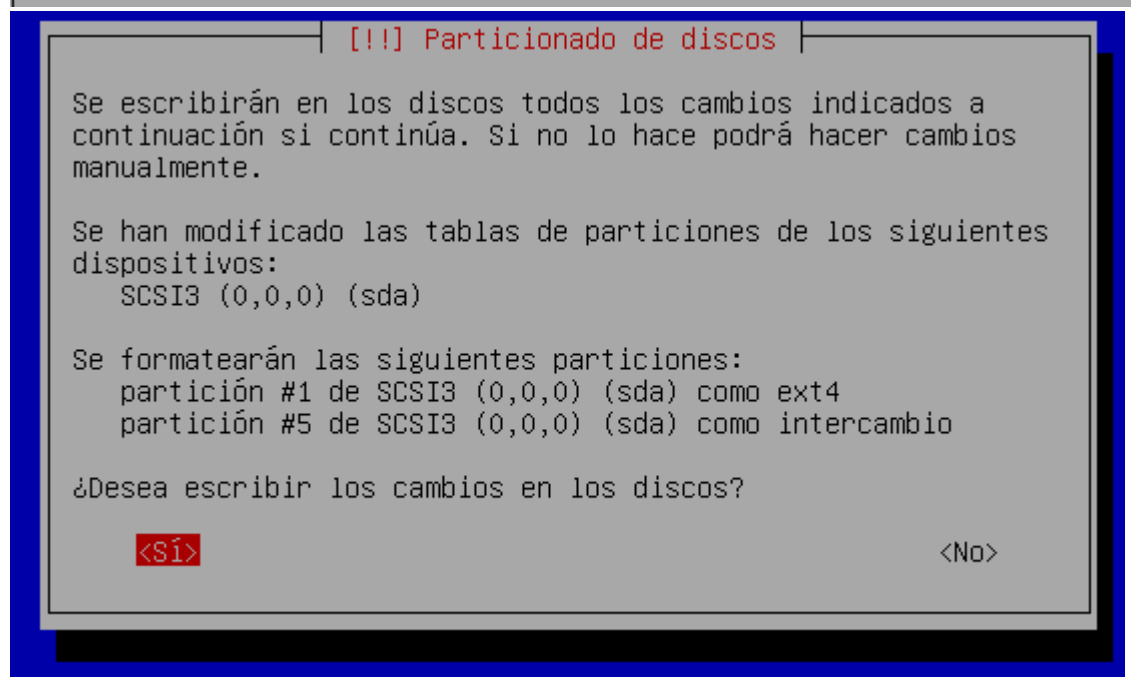 [!!] Particionado de discos
Se escribirán en los discos todos los cambios indicados a
continuación si continúa. Si no lo hace podrá hacer cambios
manualmente.
Se han modificado las tablas de particiones de los siguientes
dispositivos:
SCSI3 (0,0,0) (sda)
Se formatearán las siguientes particiones:
partición #1 de SCSI3 (0,0,0) (sda) como ext4
partición #5 de SCSI3 (0,0,0) (sda) como intercambio
¿Desea escribir los cambios en los discos?
<Sí> <No>